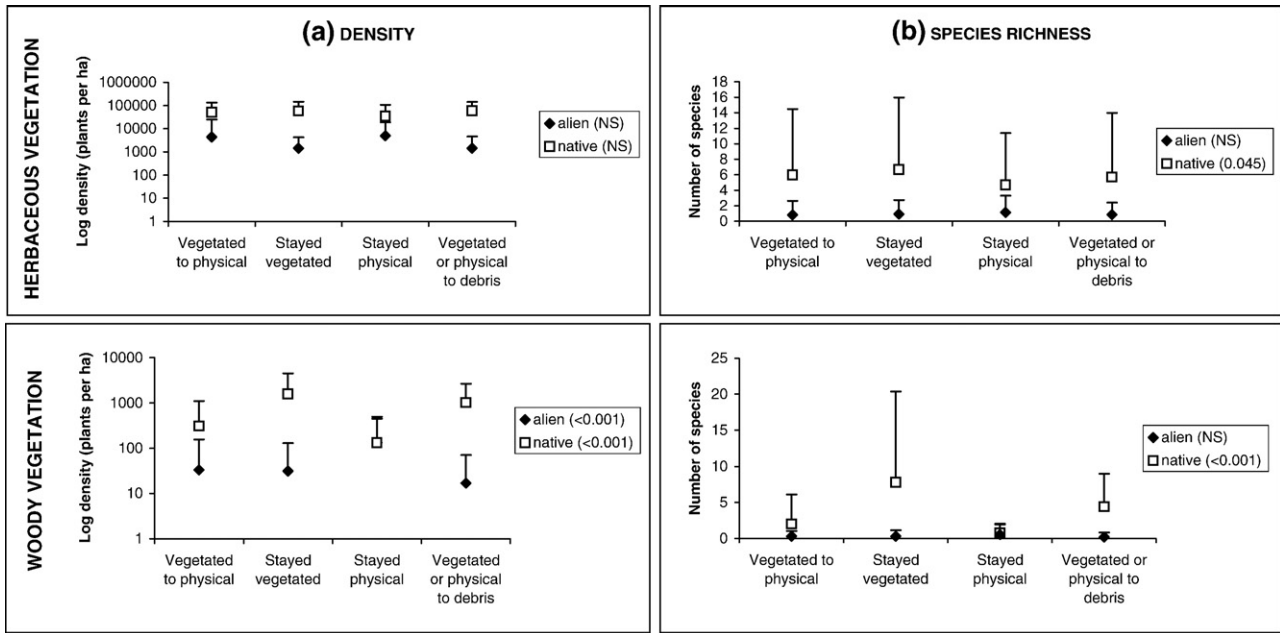 (a) DENSITY
HERBACEOUS VEGETATION
Log density (plants per ha)
1000000
100000
10000
1000
100
10
1
Vegetated to physical
Stayed vegetated
Stayed physical
Vegetated or physical to debris
alien (NS)
native (NS)
(b) SPECIES RICHNESS
Number of species
18
16
14
12
10
8
6
4
2
0
Vegetated to physical
Stayed vegetated
Stayed physical
Vegetated or physical to debris
alien (NS)
native (0.045)
WOODY VEGETATION
Log density (plants per ha)
10000
1000
100
10
1
Vegetated to physical
Stayed vegetated
Stayed physical
Vegetated or physical to debris
alien (<0.001)
native (<0.001)
Number of species
25
20
15
10
5
0
Vegetated to physical
Stayed vegetated
Stayed physical
Vegetated or physical to debris
alien (NS)
native (<0.001)